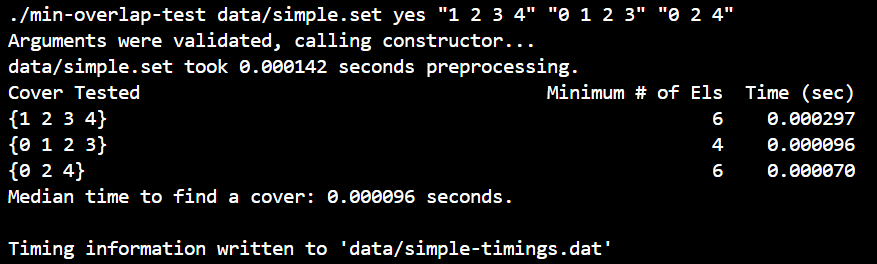 ./min-overlap-test data/simple.set yes "1 2 3 4" "0 1 2 3" "0 2 4"
Arguments were validated, calling constructor...
data/simple.set took 0.000142 seconds preprocessing.
Cover Tested Minimum # of Els Time (sec)
{1 2 3 4} 6 0.000297
{0 1 2 3} 4 0.000096
{0 2 4} 6 0.000070
Median time to find a cover: 0.000096 seconds.
Timing information written to 'data/simple-timings.dat'